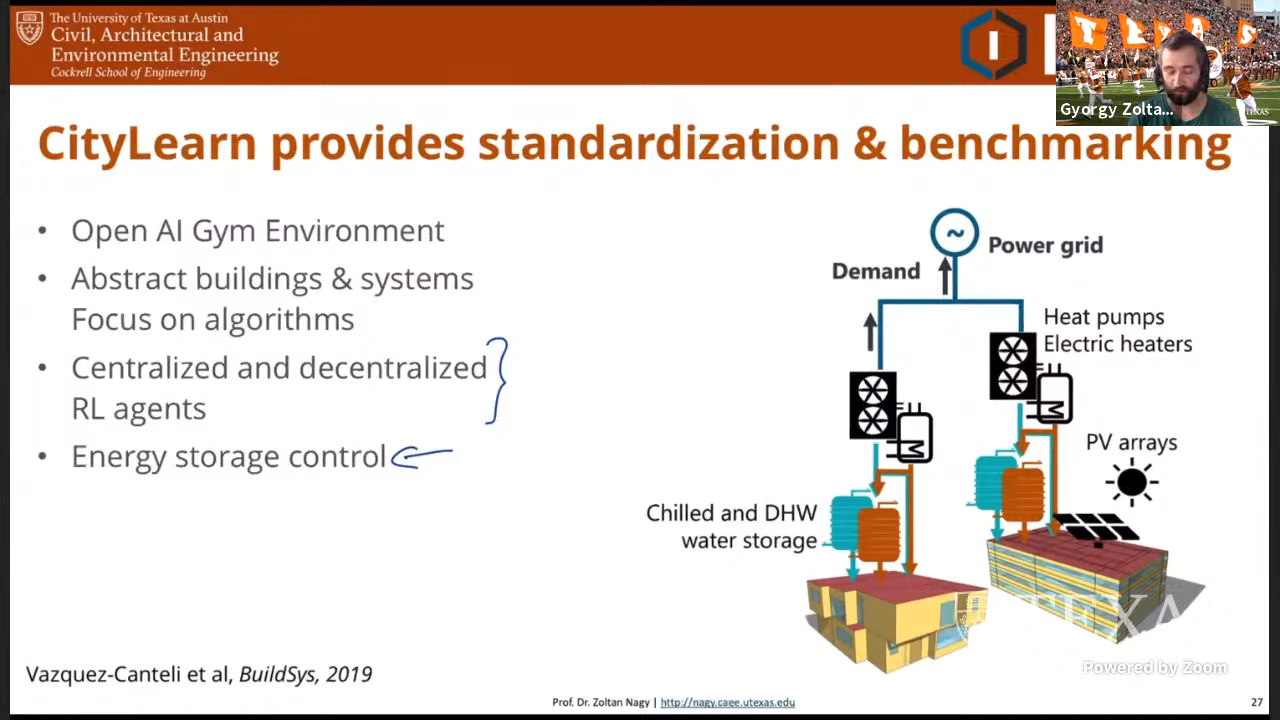 The University of Texas at Austin
Civil, Architectural and
Environmental Engineering
Cockrell School of Engineering
TEXAS
Gyorgy Zolta...
TEXAS
CityLearn provides standardization & benchmarking
• Open AI Gym Environment
• Abstract buildings & systems
Focus on algorithms
• Centralized and decentralized
RL agents
• Energy storage control
~
Power grid
Demand
Heat pumps
Electric heaters
PV arrays
Chilled and DHW
water storage
TEXA
Powered by Zoom
Vazquez-Canteli et al, BuildSys, 2019
Prof. Dr. Zoltan Nagy | http://nagy.caee.utexas.edu
27